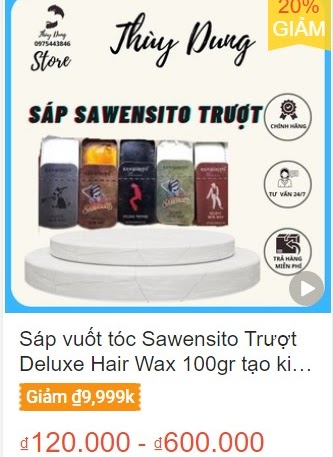 20%
GIẢM
Thùy Dung
0975443846
Store
Thùy Dung
SÁP SAWENSITO TRƯỢT
CHÍNH HÃNG
TƯ VẤN 24/7
TRẢ HÀNG
MIỄN PHÍ
Sáp vuốt tóc Sawensito Trượt
Deluxe Hair Wax 100gr tạo ki...
Giảm ₫9,999k
₫120.000 - ₫600.000